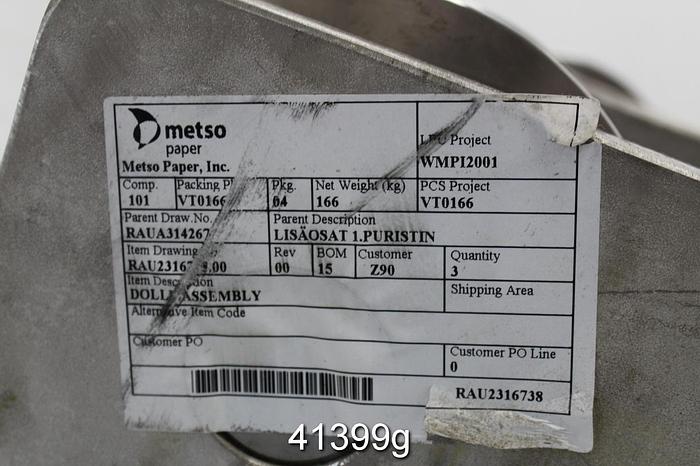 metso
paper
LPU Project
Metso Paper, Inc.
WMPI2001
Comp. Packing Pl Pkg. Net Weight (kg) PCS Project
101 VT0166 04 166 VT0166
Parent Draw.No. Parent Description
RAUA314267 LISÄOSAT 1.PURISTIN
Item Drawing Rev BOM Customer Quantity
00 15 Z90 3
Item Description Shipping Area
ASSEMBLY
Alternative Item Code
Customer PO
Customer PO Line
0
RAU2316738
41399g